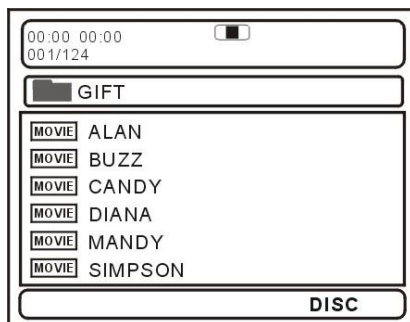 00:00 00:00
001/124
GIFT
MOVIE ALAN
MOVIE BUZZ
MOVIE CANDY
MOVIE DIANA
MOVIE MANDY
MOVIE SIMPSON
DISC